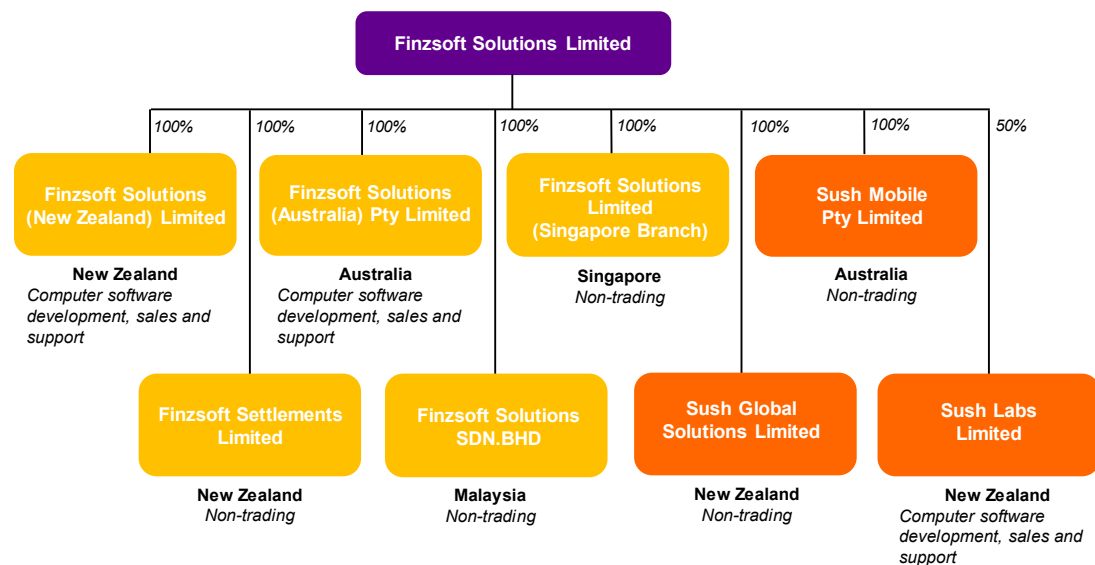 Finzsoft Solutions Limited
100%
100%
100%
100%
100%
100%
100%
50%
Finzsoft Solutions
(New Zealand) Limited
Finzsoft Solutions
(Australia) Pty Limited
Finzsoft Solutions
Limited
(Singapore Branch)
Sush Mobile
Pty Limited
New Zealand
Computer software
development, sales and
support
Australia
Computer software
development, sales and
support
Singapore
Non-trading
Australia
Non-trading
Finzsoft Settlements
Limited
Finzsoft Solutions
SDN.BHD
Sush Global
Solutions Limited
Sush Labs
Limited
New Zealand
Non-trading
Malaysia
Non-trading
New Zealand
Non-trading
New Zealand
Computer software
development, sales and
support